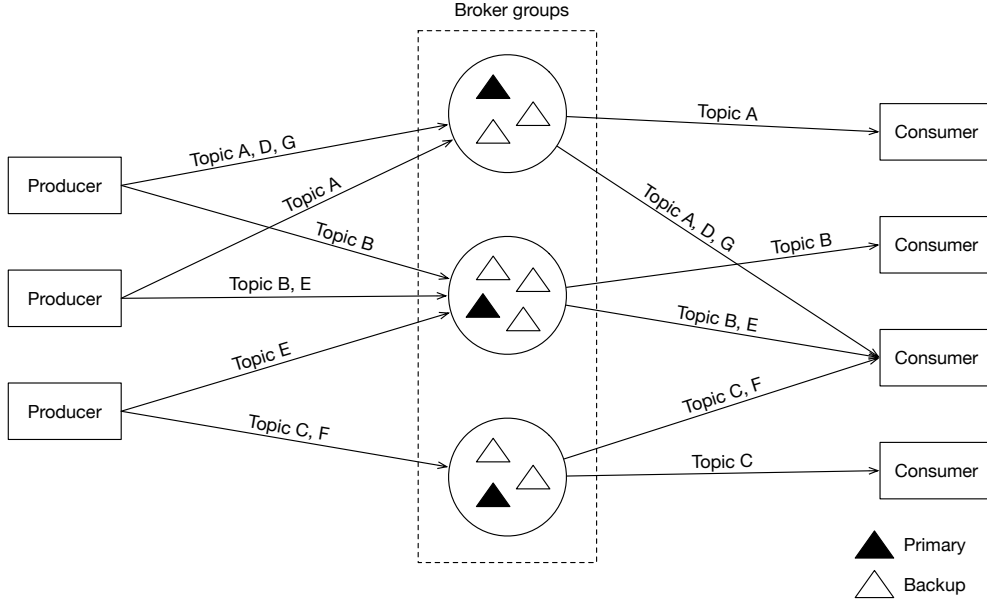 Broker groups
Topic A
Consumer
Topic A, D, G
Producer
Topic A
Topic A, D, G
Topic B
Topic B
Consumer
Producer
Topic B, E
Topic B, E
Topic E
Consumer
Producer
Topic C, F
Topic C, F
Topic C
Consumer
Primary
Backup